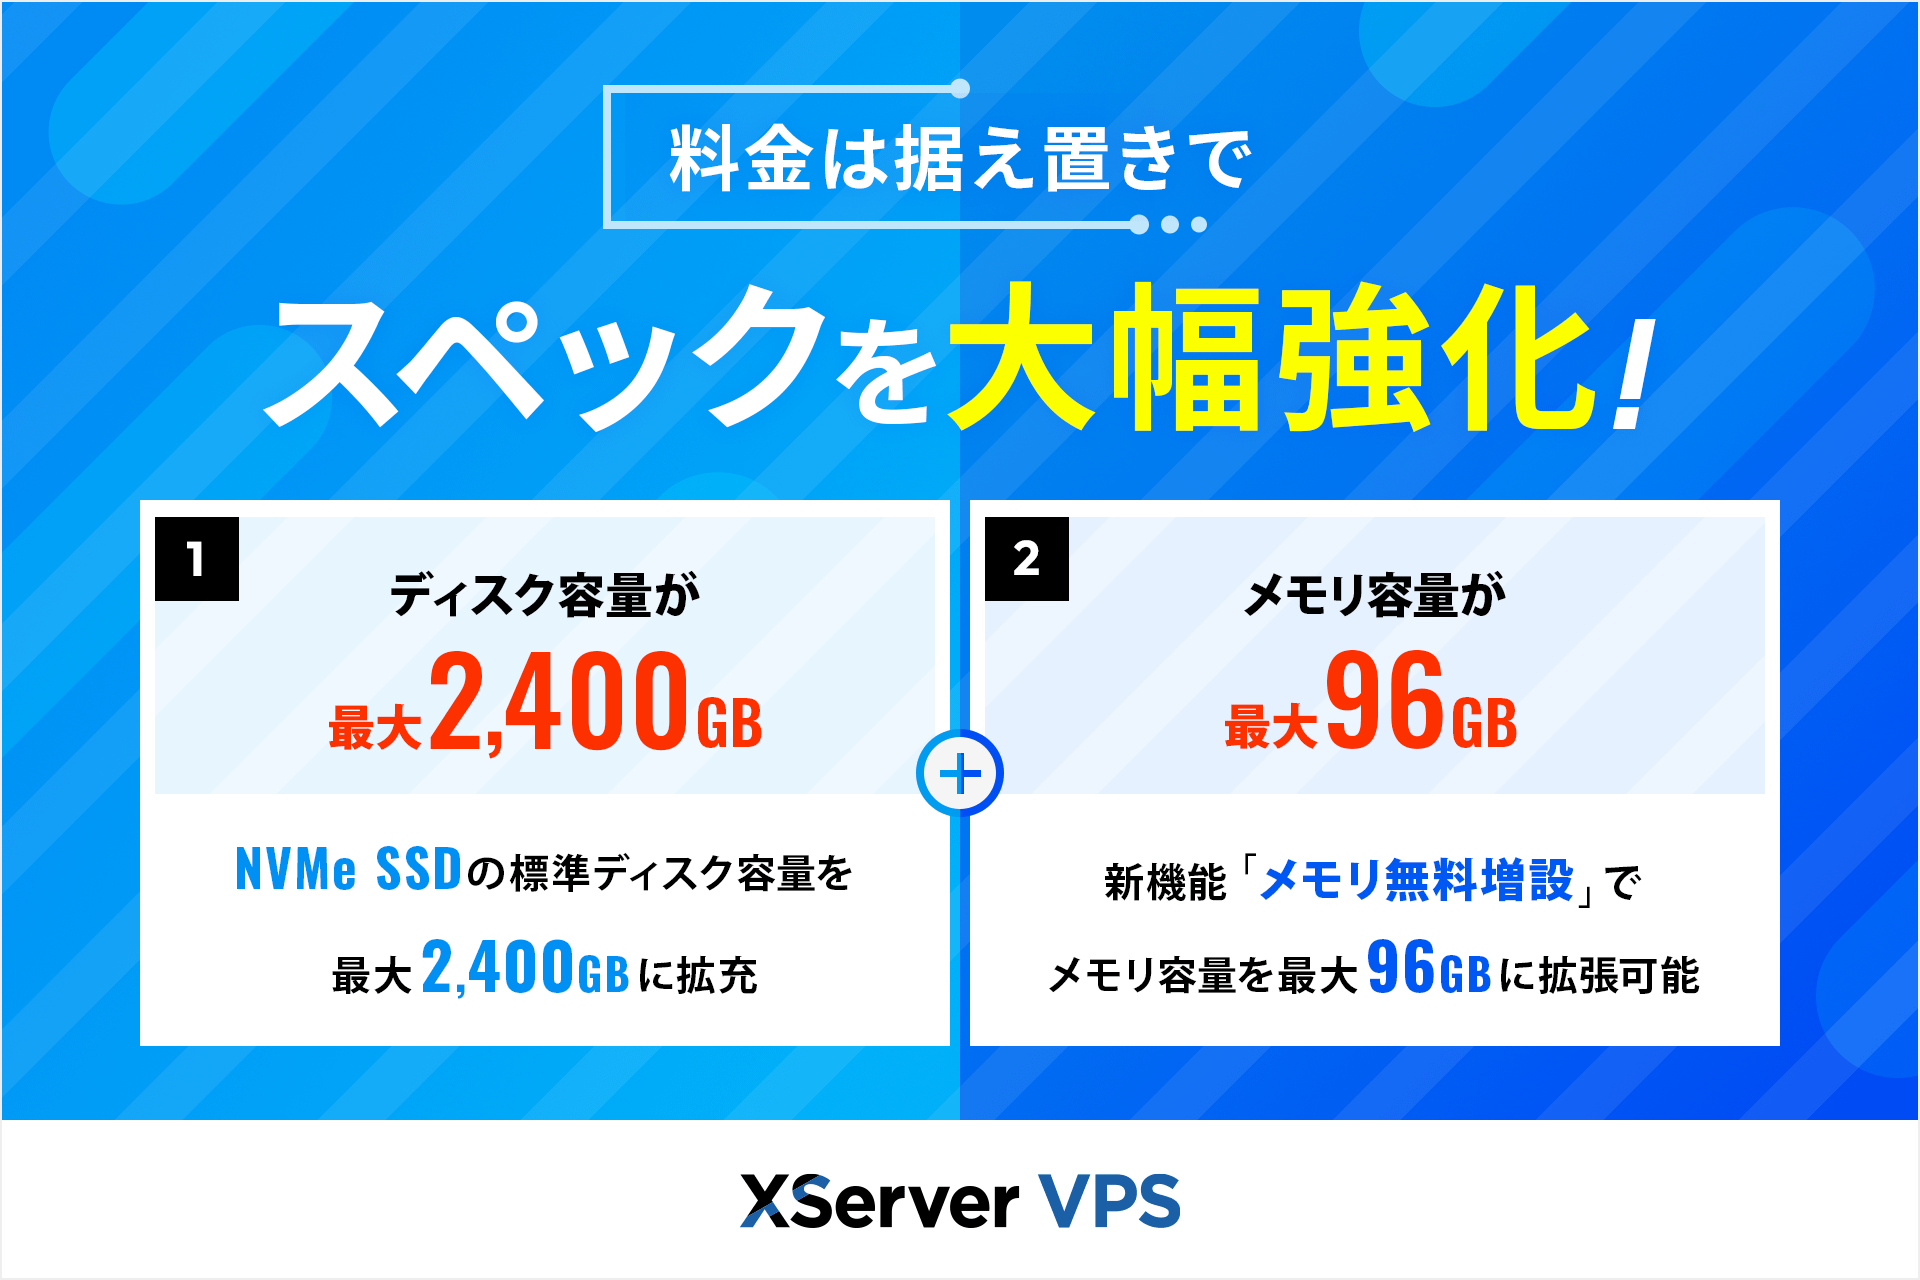 料金は据え置きで
スペックを大幅強化!
1
ディスク容量が
最大2,400GB
NVMe SSDの標準ディスク容量を
最大2,400GBに拡充
+
2
メモリ容量が
最大96GB
新機能「メモリ無料増設」で
メモリ容量を最大96GBに拡張可能
XServer VPS